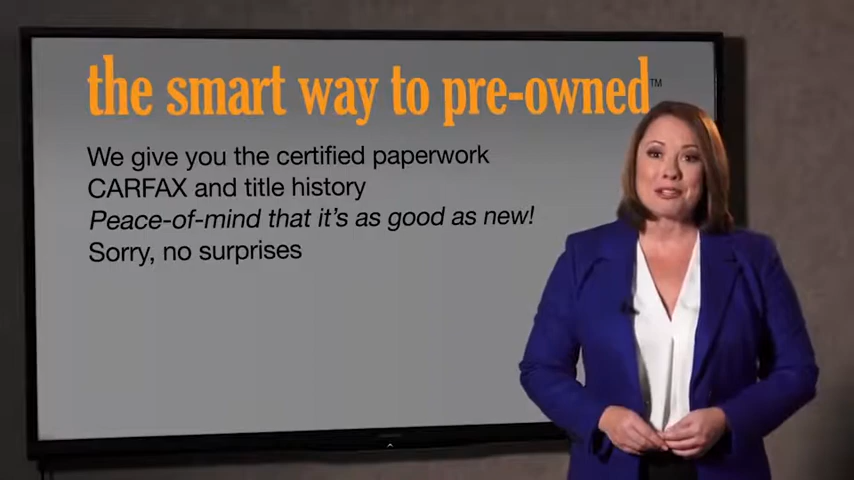 the smart way to pre-owned™
We give you the certified paperwork
CARFAX and title history
Peace-of-mind that it's as good as new!
Sorry, no surprises